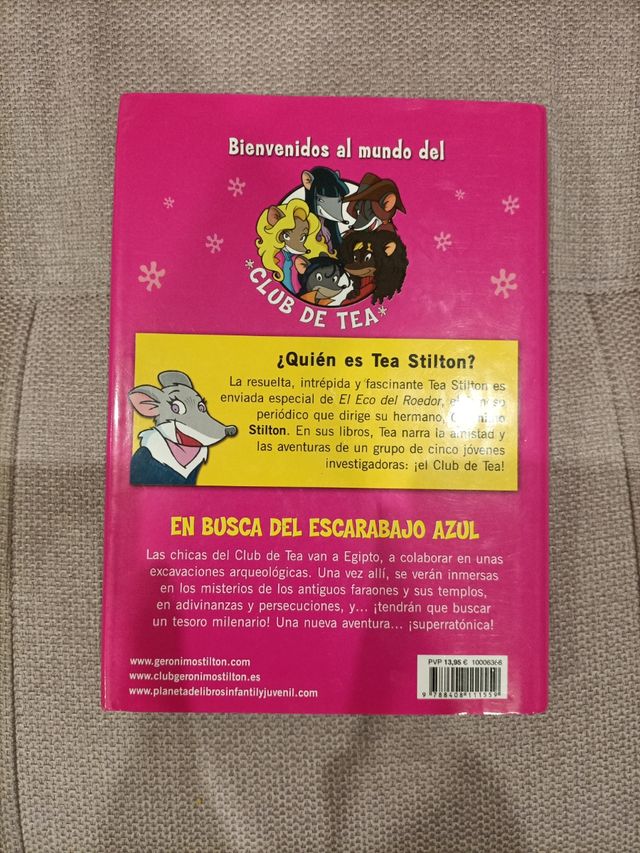 Bienvenidos al mundo del
*CLUB DE TEA*
¿Quién es Tea Stilton?
La resuelta, intrépida y fascinante Tea Stilton es
enviada especial de El Eco del Roedor, el
periódico que dirige su hermano,
Stilton. En sus libros, Tea narra la amistad y
las aventuras de un grupo de cinco jóvenes
investigadoras: ¡el Club de Tea!
EN BUSCA DEL ESCARABAJO AZUL
Las chicas del Club de Tea van a Egipto, a colaborar en unas
excavaciones arqueológicas. Una vez allí, se verán inmersas
en los misterios de los antiguos faraones y sus templos,
en adivinanzas y persecuciones, y... ¡tendrán que buscar
un tesoro milenario! Una nueva aventura... ¡superratónica!
www.geronimostilton.com
www.clubgeronimostilton.es
www.planetadelibrosinfantilyjuvenil.com
PVP 13,95 € 10006368
9 788408 111559